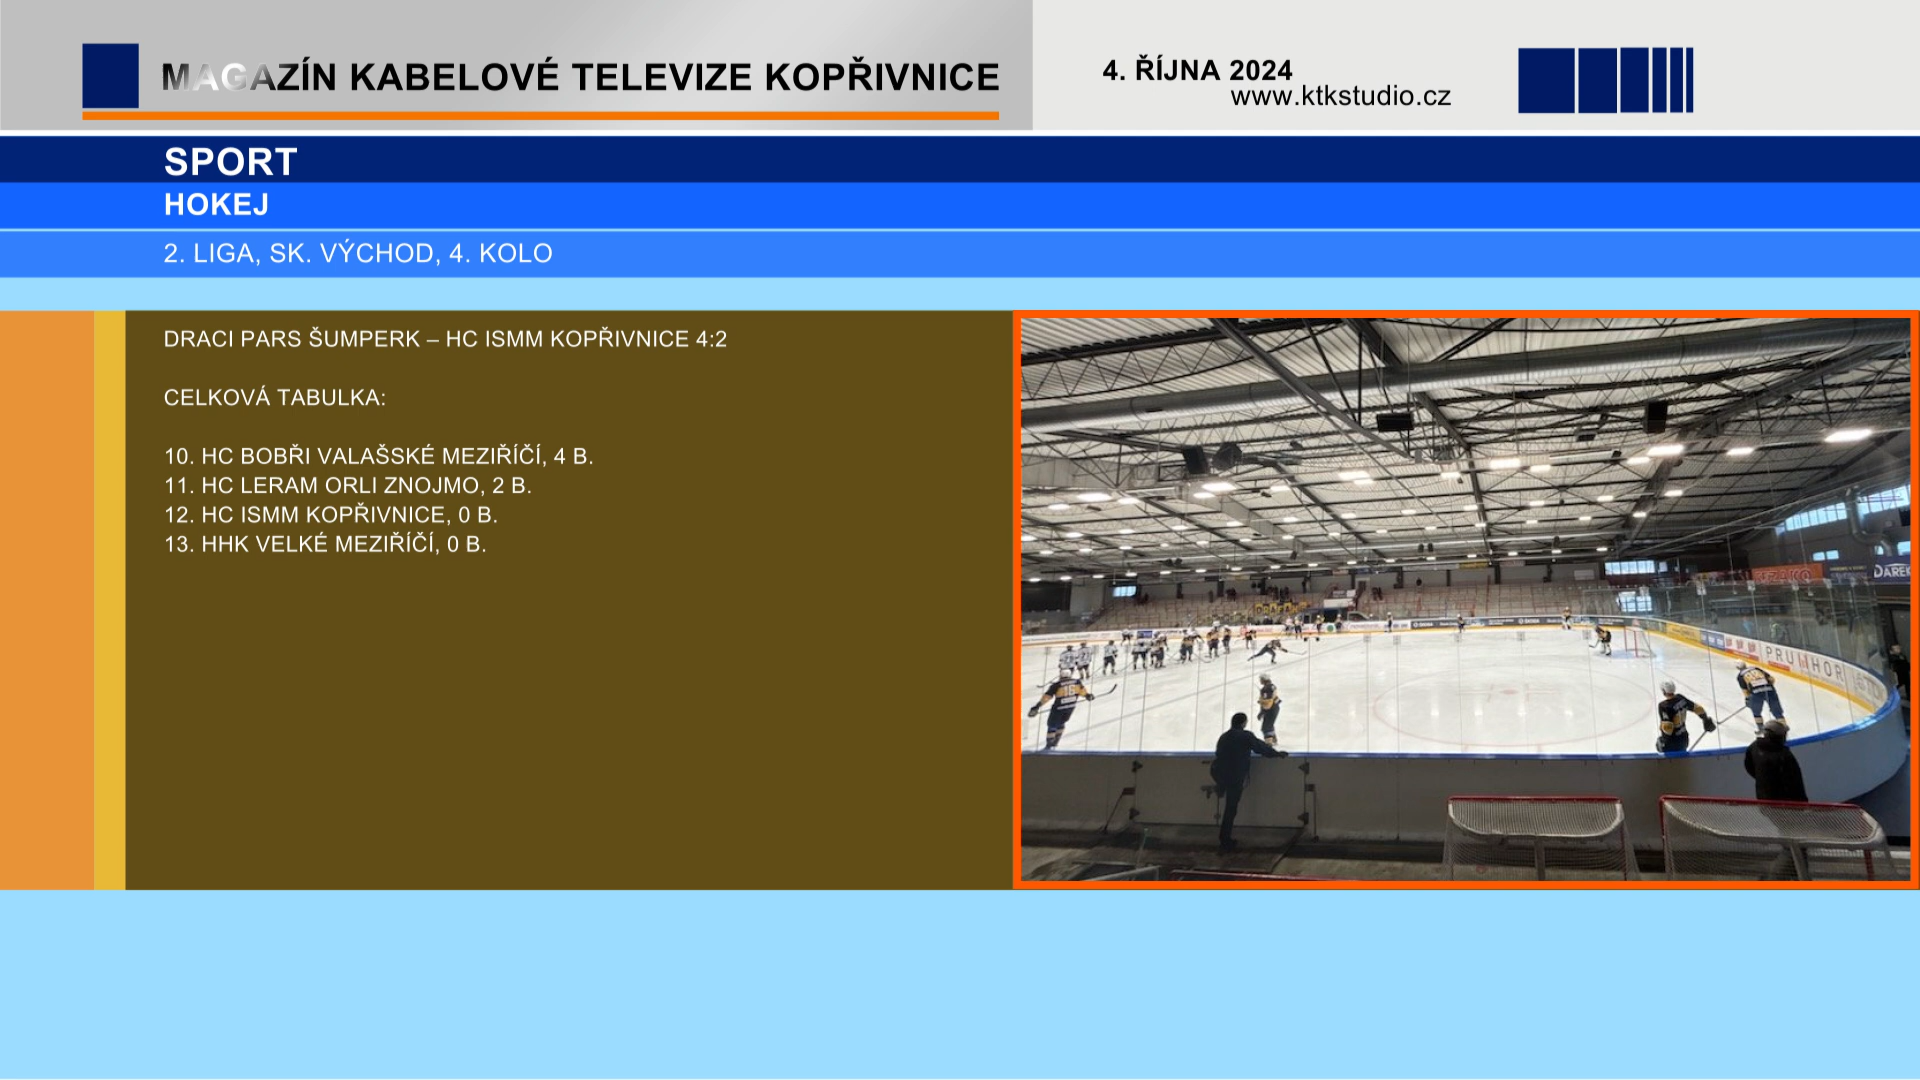 MAGAZÍN KABELOVÉ TELEVIZE KOPŘIVNICE
4. ŘÍJNA 2024
www.ktkstudio.cz
SPORT
HOKEJ
2. LIGA, SK. VÝCHOD, 4. KOLO
DRACI PARS ŠUMPERK – HC ISMM KOPŘIVNICE 4:2
CELKOVÁ TABULKA:
10. HC BOBŘI VALAŠSKÉ MEZIŘÍČÍ, 4 B.
11. HC LERAM ORLI ZNOJMO, 2 B.
12. HC ISMM KOPŘIVNICE, 0 B.
13. HHK VELKÉ MEZIŘÍČÍ, 0 B.
DAREK